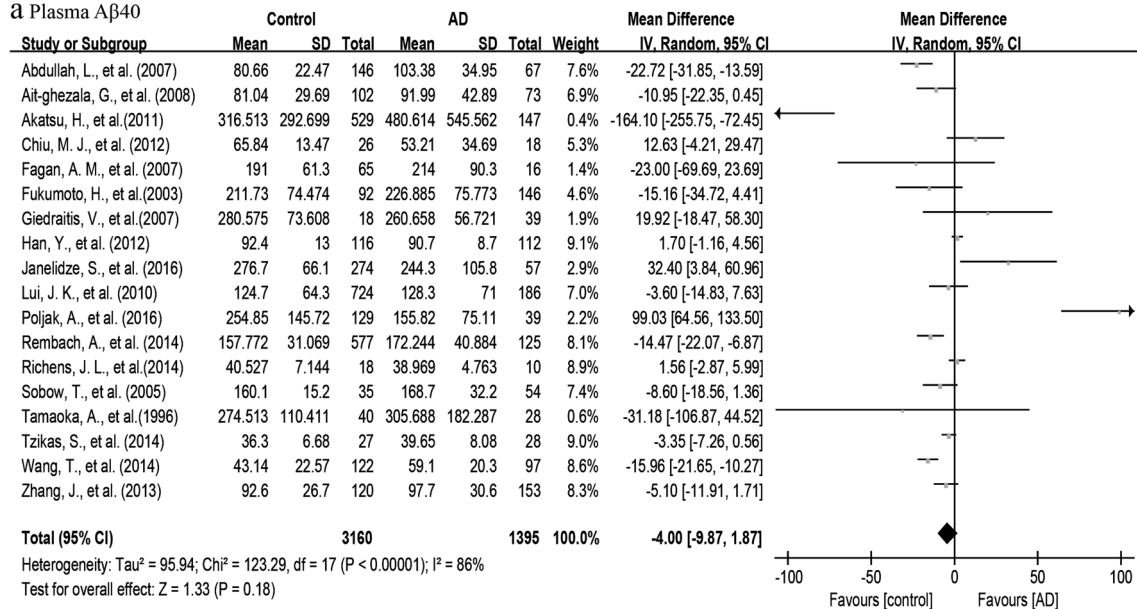 a Plasma Aβ40
Control AD Mean Difference Mean Difference
Study or Subgroup Mean SD Total Mean SD Total Weight IV, Random, 95% CI IV, Random, 95% CI
Abdullah, L., et al. (2007) 80.66 22.47 146 103.38 34.95 67 7.6% -22.72 [-31.85, -13.59]
Ait-ghezala, G., et al. (2008) 81.04 29.69 102 91.99 42.89 73 6.9% -10.95 [-22.35, 0.45]
Akatsu, H., et al.(2011) 316.513 292.699 529 480.614 545.562 147 0.4% -164.10 [-255.75, -72.45]
Chiu, M. J., et al. (2012) 65.84 13.47 26 53.21 34.69 18 5.3% 12.63 [-4.21, 29.47]
Fagan, A. M., et al. (2007) 191 61.3 65 214 90.3 16 1.4% -23.00 [-69.69, 23.69]
Fukumoto, H., et al.(2003) 211.73 74.474 92 226.885 75.773 146 4.6% -15.16 [-34.72, 4.41]
Giedraitis, V., et al.(2007) 280.575 73.608 18 260.658 56.721 39 1.9% 19.92 [-18.47, 58.30]
Han, Y., et al. (2012) 92.4 13 116 90.7 8.7 112 9.1% 1.70 [-1.16, 4.56]
Janelidze, S., et al. (2016) 276.7 66.1 274 244.3 105.8 57 2.9% 32.40 [3.84, 60.96]
Lui, J. K., et al. (2010) 124.7 64.3 724 128.3 71 186 7.0% -3.60 [-14.83, 7.63]
Poljak, A., et al. (2016) 254.85 145.72 129 155.82 75.11 39 2.2% 99.03 [64.56, 133.50]
Rembach, A., et al. (2014) 157.772 31.069 577 172.244 40.884 125 8.1% -14.47 [-22.07, -6.87]
Richens, J. L., et al.(2014) 40.527 7.144 18 38.969 4.763 10 8.9% 1.56 [-2.87, 5.99]
Sobow, T., et al. (2005) 160.1 15.2 35 168.7 32.2 54 7.4% -8.60 [-18.56, 1.36]
Tamaoka, A., et al.(1996) 274.513 110.411 40 305.688 182.287 28 0.6% -31.18 [-106.87, 44.52]
Tzikas, S., et al. (2014) 36.3 6.68 27 39.65 8.08 28 9.0% -3.35 [-7.26, 0.56]
Wang, T., et al. (2014) 43.14 22.57 122 59.1 20.3 97 8.6% -15.96 [-21.65, -10.27]
Zhang, J., et al. (2013) 92.6 26.7 120 97.7 30.6 153 8.3% -5.10 [-11.91, 1.71]
Total (95% CI) 3160 1395 100.0% -4.00 [-9.87, 1.87]
Heterogeneity: Tau² = 95.94; Chi² = 123.29, df = 17 (P < 0.00001); I² = 86%
Test for overall effect: Z = 1.33 (P = 0.18)
-100 -50 0 50 100
Favours [control] Favours [AD]